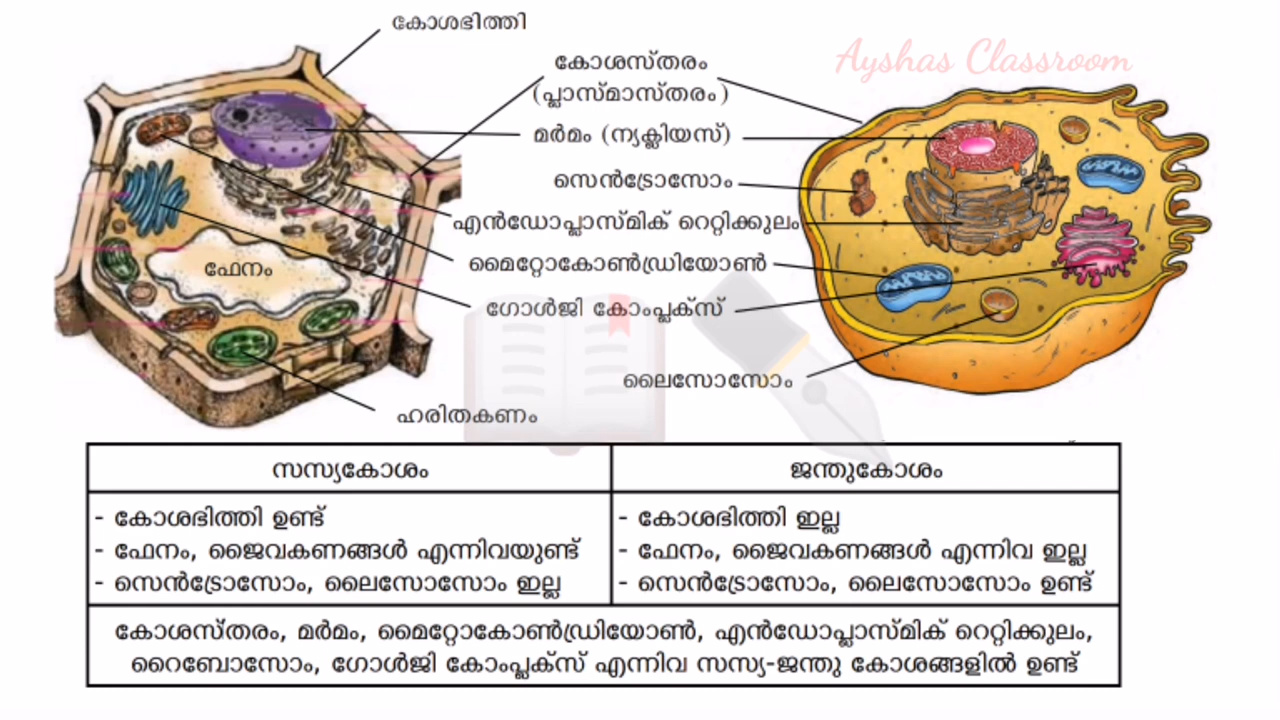 കോശഭിത്തി
Ayshas Classroom
കോശസ്തരം
(പ്ലാസ്മാസ്തരം)
മർമം (ന്യക്ലിയസ്)
സെൻട്രോസോം
എൻഡോപ്ലാസ്മിക് റെറ്റിക്കുലം
മൈറ്റോകോൺഡ്രിയോൺ
ഫേനം
ഗോൾജി കോംപ്ലക്സ്
ലൈസോസോം
ഹരിതകണം
സസ്യകോശം
ജന്തുകോശം
- കോശഭിത്തി ഉണ്ട്
- ഫേനം, ജൈവകണങ്ങൾ എന്നിവയുണ്ട്
- സെൻട്രോസോം, ലൈസോസോം ഇല്ല
- കോശഭിത്തി ഇല്ല
- ഫേനം, ജൈവകണങ്ങൾ എന്നിവ ഇല്ല
- സെൻട്രോസോം, ലൈസോസോം ഉണ്ട്
കോശസ്തരം, മർമം, മൈറ്റോകോൺഡ്രിയോൺ, എൻഡോപ്ലാസ്മിക് റെറ്റിക്കുലം,
റൈബോസോം, ഗോൾജി കോംപ്ലക്സ് എന്നിവ സസ്യ-ജന്തു കോശങ്ങളിൽ ഉണ്ട്